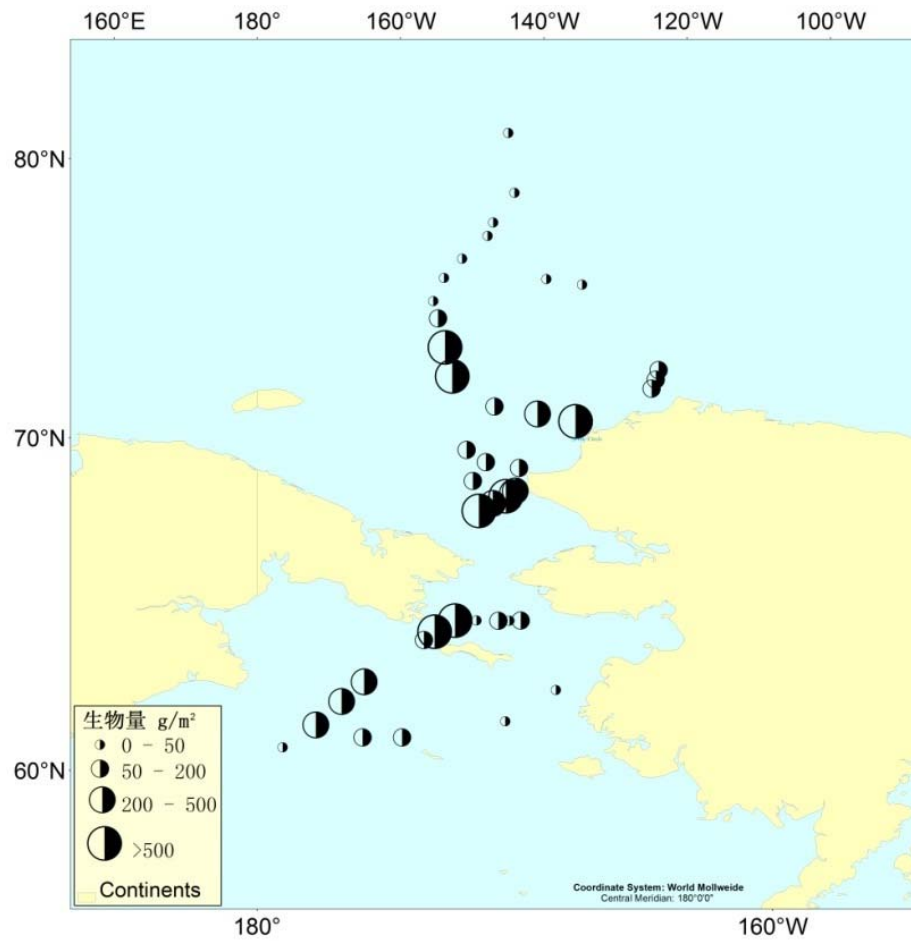 160°E 180° 160°W 140°W 120°W 100°W
80°N
70°N
60°N
生物量 g/m²
0 - 50
50 - 200
200 - 500
>500
Continents
Coordinate System: World Mollweide
Central Meridian: 180°0'0"
180° 160°W